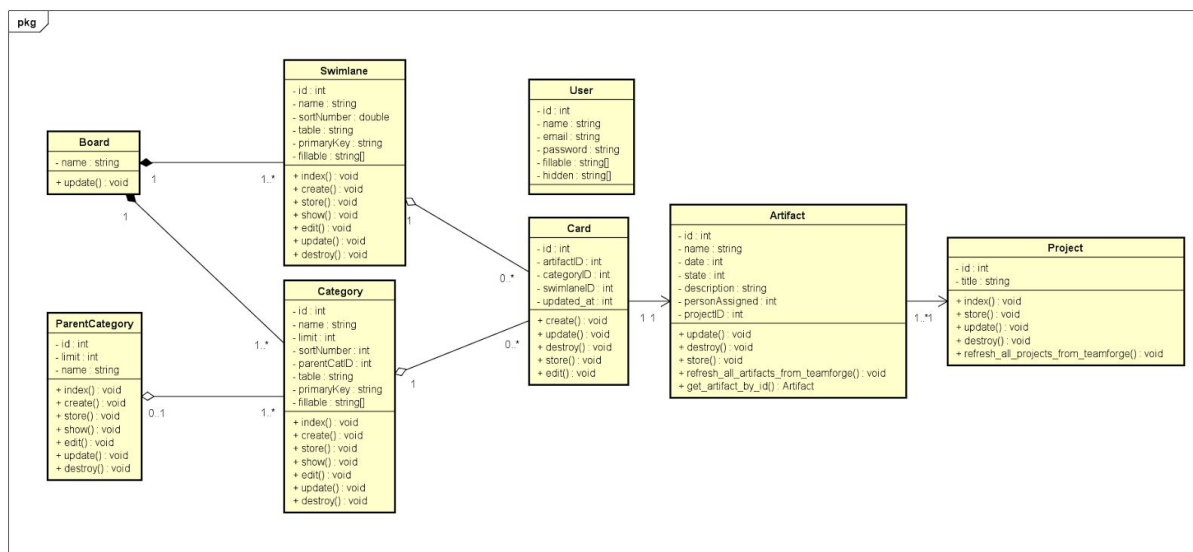 pkg
Swimlane
- id : int
- name : string
- sortNumber : double
- table : string
- primaryKey : string
- fillable : string[]
+ index() : void
+ create() : void
+ store() : void
+ show() : void
+ edit() : void
+ update() : void
+ destroy() : void
User
- id : int
- name : string
- email : string
- password : string
- fillable : string[]
- hidden : string[]
Board
- name : string
+ update() : void
1
1..*
1
1..*
1
0..*
Card
- id : int
- artifactID : int
- categoryID : int
- swimlaneID : int
- updated_at : int
+ create() : void
+ update() : void
+ destroy() : void
+ store() : void
+ edit() : void
Artifact
- id : int
- name : string
- date : int
- state : int
- description : string
- personAssigned : int
- projectID : int
+ update() : void
+ destroy() : void
+ store() : void
+ refresh_all_artifacts_from_teamforge() : void
+ get_artifact_by_id() : Artifact
Project
- id : int
- title : string
+ index() : void
+ store() : void
+ update() : void
+ destroy() : void
+ refresh_all_projects_from_teamforge() : void
1 1
1..*1
Category
- id : int
- name : string
- limit : int
- sortNumber : int
- parentCatID : int
- table : string
- primaryKey : string
- fillable : string[]
+ index() : void
+ create() : void
+ store() : void
+ show() : void
+ edit() : void
+ update() : void
+ destroy() : void
1
0..*
ParentCategory
- id : int
- limit : int
- name : string
+ index() : void
+ create() : void
+ store() : void
+ show() : void
+ edit() : void
+ update() : void
+ destroy() : void
0..1
1..*